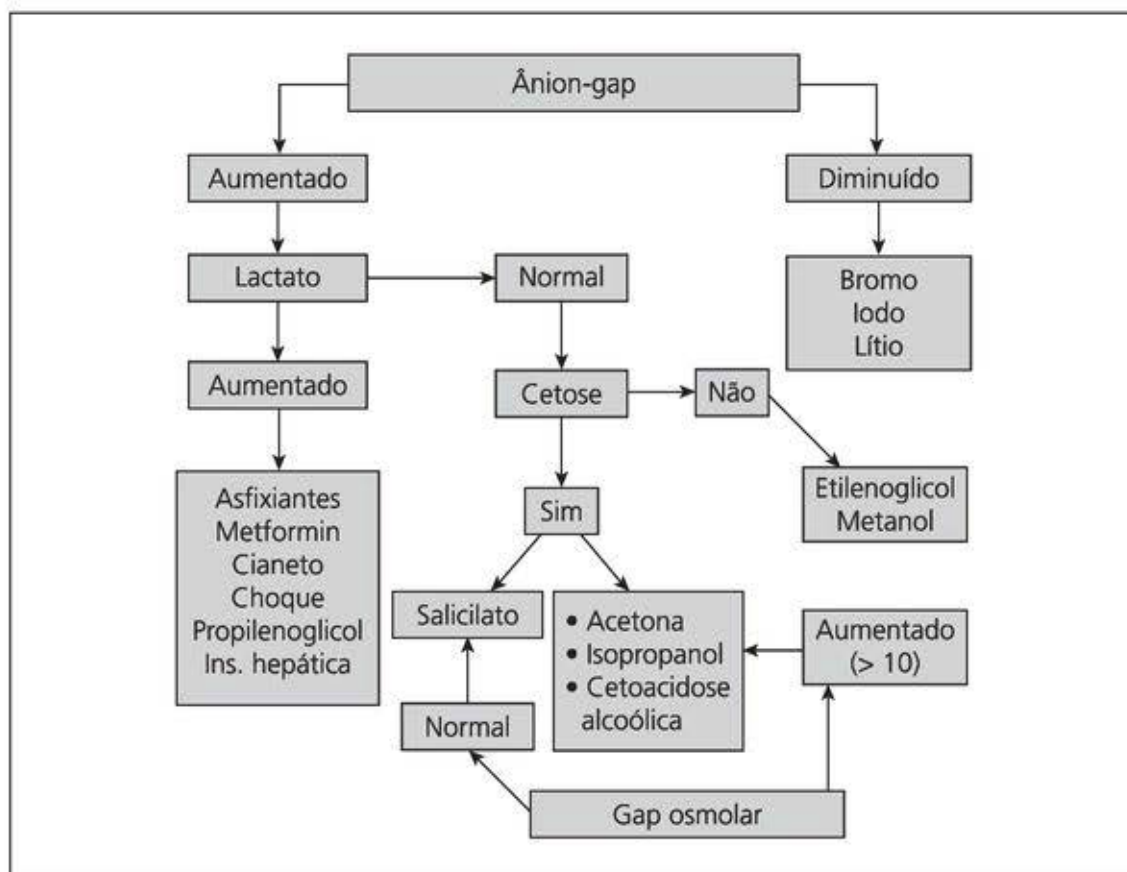 Ânion-gap
Aumentado
Diminuído
Lactato
Normal
Bromo
Iodo
Lítio
Aumentado
Cetose
Não
Asfixiantes
Metformin
Cianeto
Choque
Propilenoglicol
Ins. hepática
Sim
Etilenoglicol
Metanol
Salicilato
• Acetona
• Isopropanol
• Cetoacidose
alcoólica
Aumentado
(> 10)
Normal
Gap osmolar